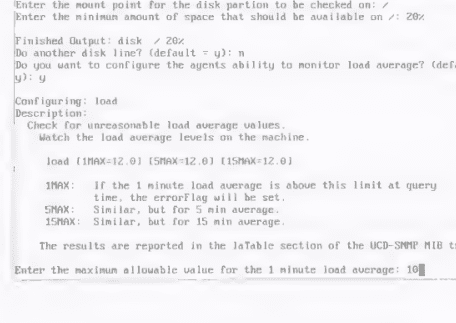 Enter the mount point for the disk partion to be checked on: /
Enter the minimum amount of space that should be available on /: 20%
Finished Output: disk / 20%
Do another disk line? (default = y): n
Do you want to configure the agents ability to monitor load average? (defa
y): y
Configuring: load
Description:
Check for unreasonable load average values.
Watch the load average levels on the machine.
load [1MAX=12.0] [5MAX=12.0] [15MAX=12.0]
1MAX: If the 1 minute load average is above this limit at query
time, the errorFlag will be set.
5MAX: Similar, but for 5 min average.
15MAX: Similar, but for 15 min average.
The results are reported in the laTable section of the UCD-SNMP MIB t
Enter the maximum allowable value for the 1 minute load average: 10